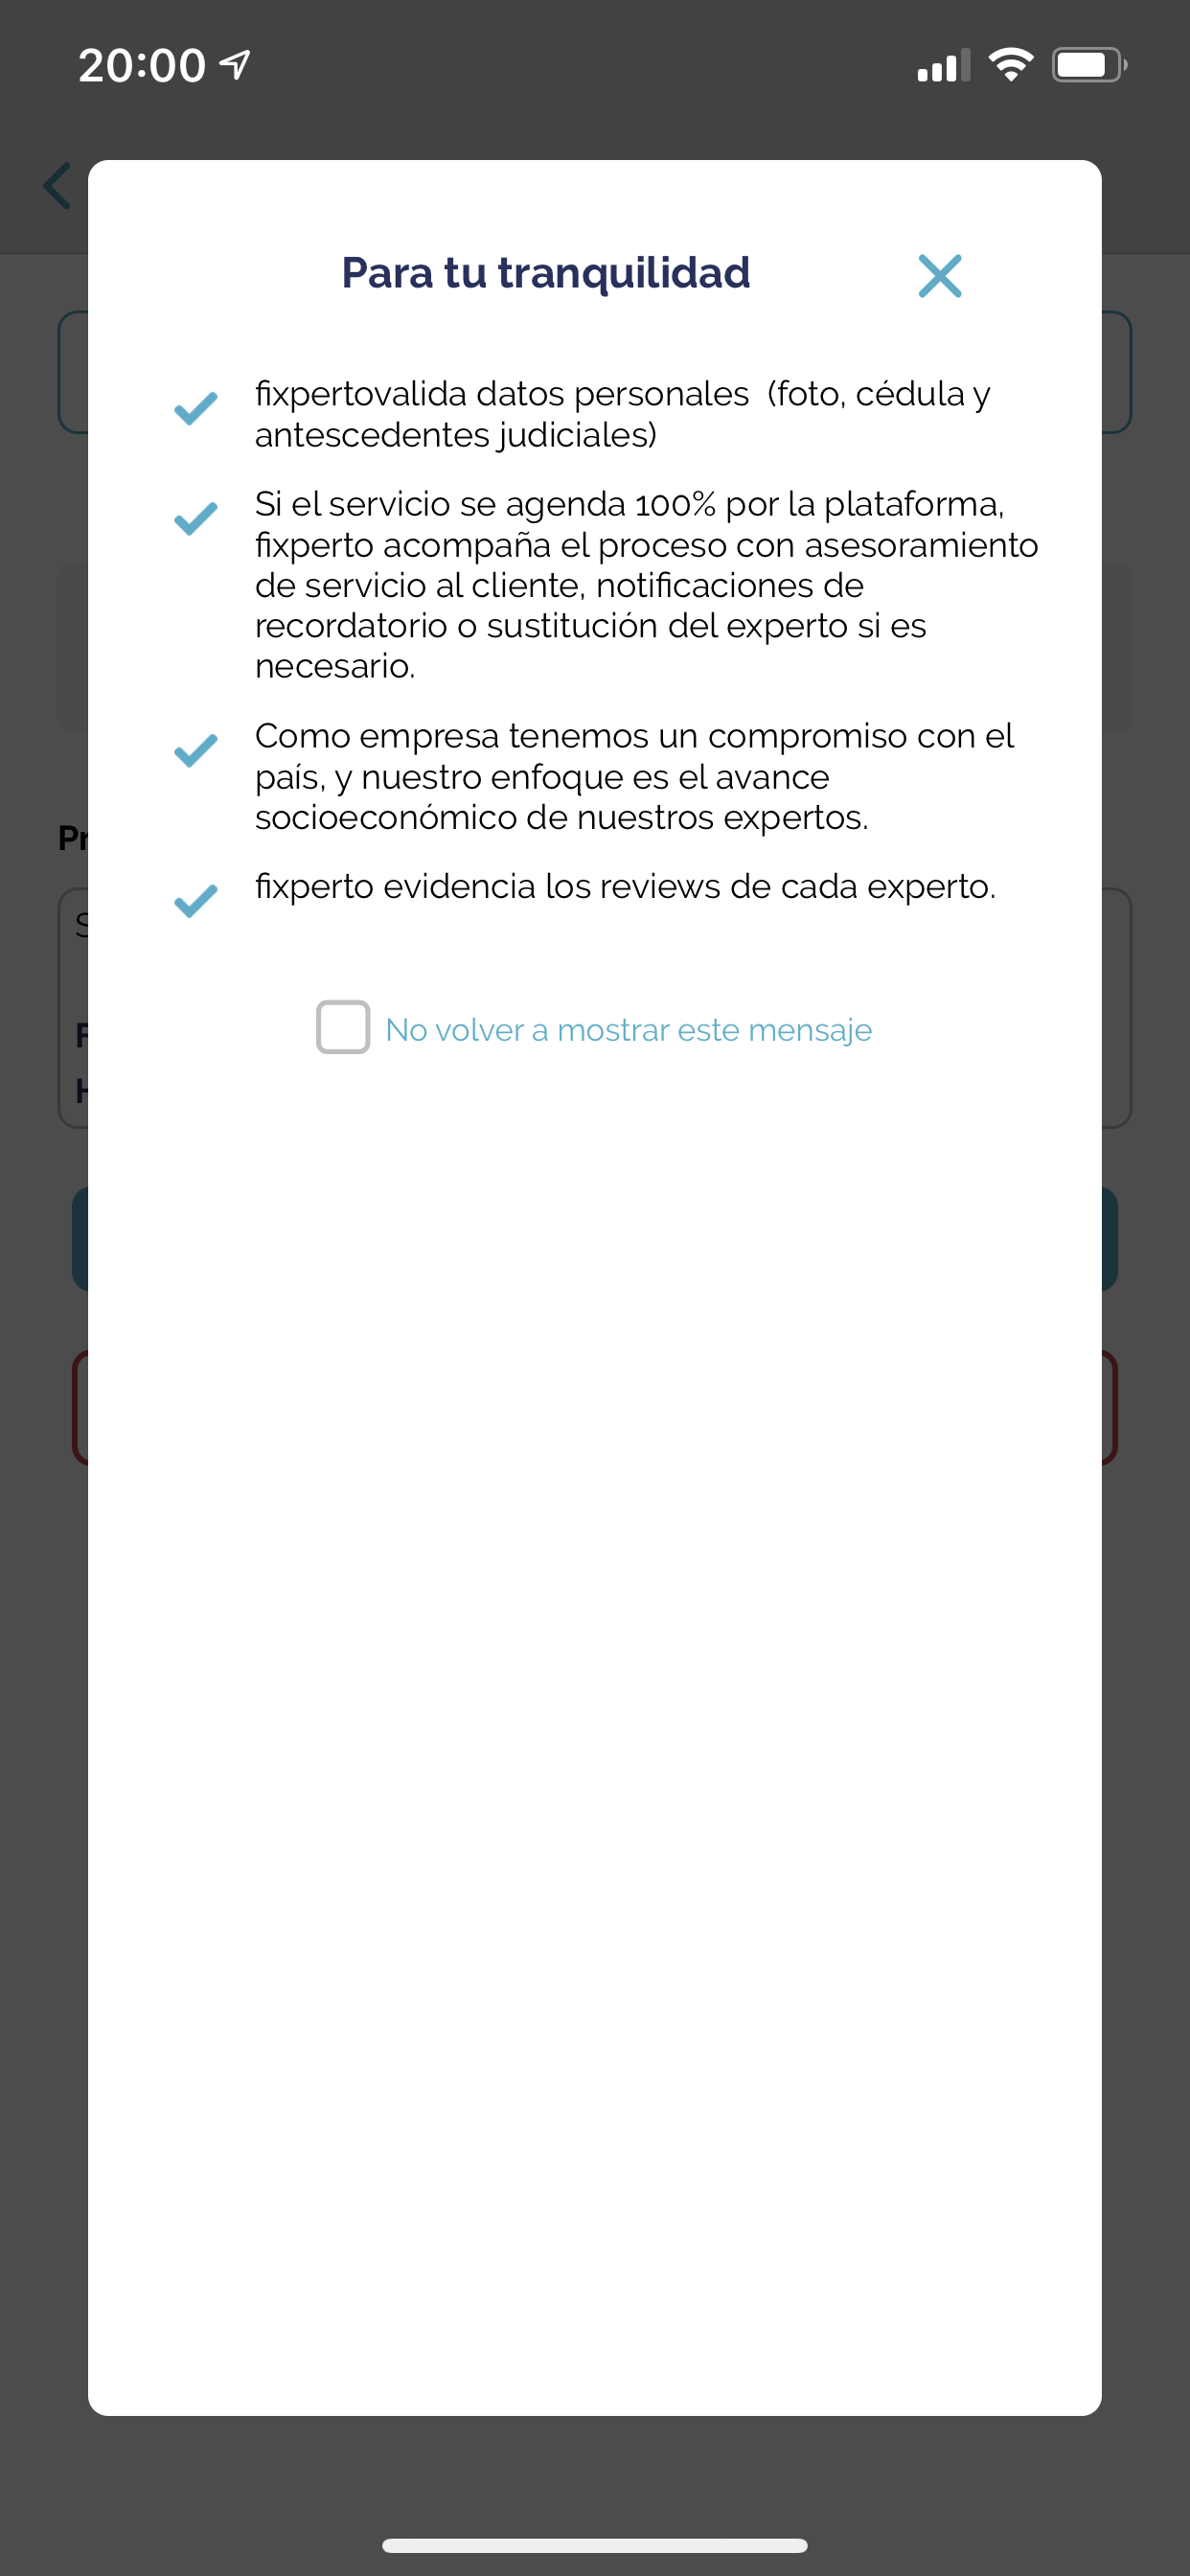 20:00
Para tu tranquilidad
fixpertovalida datos personales  (foto, cédula y
antescedentes judiciales)
Si el servicio se agenda 100% por la plataforma,
fixperto acompaña el proceso con asesoramiento
de servicio al cliente, notificaciones de
recordatorio o sustitución del experto si es
necesario.
Como empresa tenemos un compromiso con el
país, y nuestro enfoque es el avance
socioeconómico de nuestros expertos.
fixperto evidencia los reviews de cada experto.
No volver a mostrar este mensaje